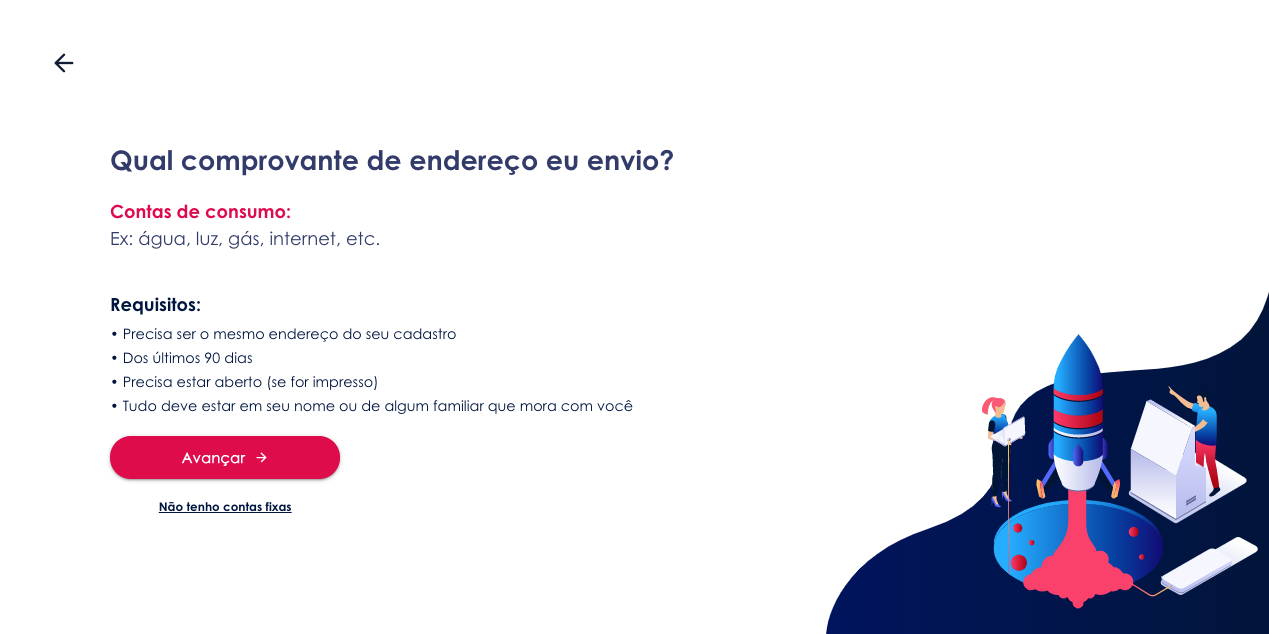 Qual comprovante de endereço eu envio?
Contas de consumo:
Ex: água, luz, gás, internet, etc.
Requisitos:
• Precisa ser o mesmo endereço do seu cadastro
• Dos últimos 90 dias
• Precisa estar aberto (se for impresso)
• Tudo deve estar em seu nome ou de algum familiar que mora com você
Avançar →
Não tenho contas fixas